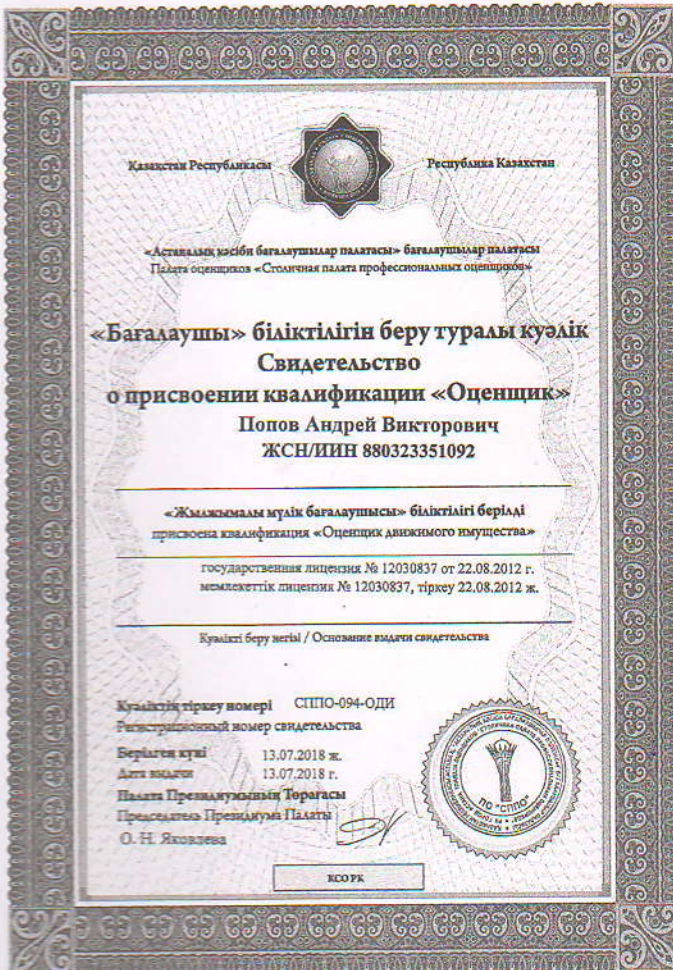 Қазақстан Республикасы
Республика Казахстан
«Астаналық кәсіби бағалаушылар палатасы» бағалаушылар палатасы
Палата оценщиков «Столичная палата профессиональных оценщиков»
«Бағалаушы» біліктілігін беру туралы куәлік
Свидетельство
о присвоении квалификации «Оценщик»
Попов Андрей Викторович
ЖСН/ИИН 880323351092
«Жылжымалы мүлік бағалаушысы» біліктілігі берілді
присвоена квалификация «Оценщик движимого имущества»
государственная лицензия № 12030837 от 22.08.2012 г.
мемлекеттік лицензия № 12030837, тіркеу 22.08.2012 ж.
Куәлікті беру негізі / Основание выдачи свидетельства
Куәліктің тіркеу номері СППО-094-ОДИ
Регистрационный номер свидетельства
Берілген күні 13.07.2018 ж.
Дата выдачи 13.07.2018 г.
Палата Президиумының Төрағасы
Председатель Президиума Палаты
О. Н. Яковлева
ПО "СППО"
КСО РК